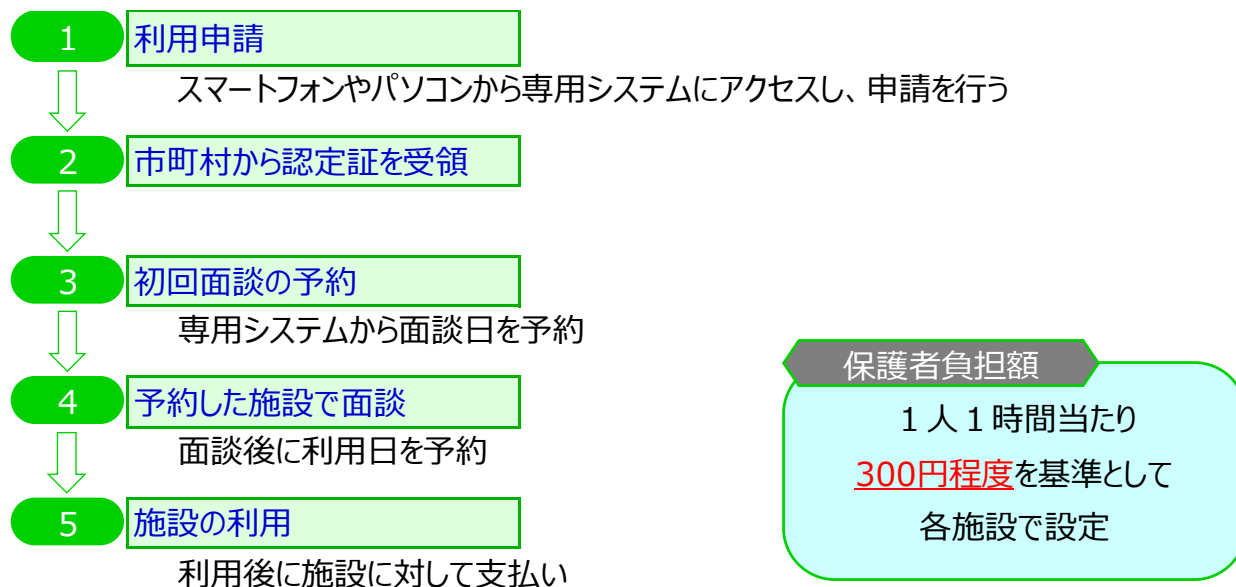 1 利用申請
スマートフォンやパソコンから専用システムにアクセスし、申請を行う
2 市町村から認定証を受領
3 初回面談の予約
専用システムから面談日を予約
4 予約した施設で面談
面談後に利用日を予約
5 施設の利用
利用後に施設に対して支払い
保護者負担額
1人1時間当たり
300円程度を基準として
各施設で設定